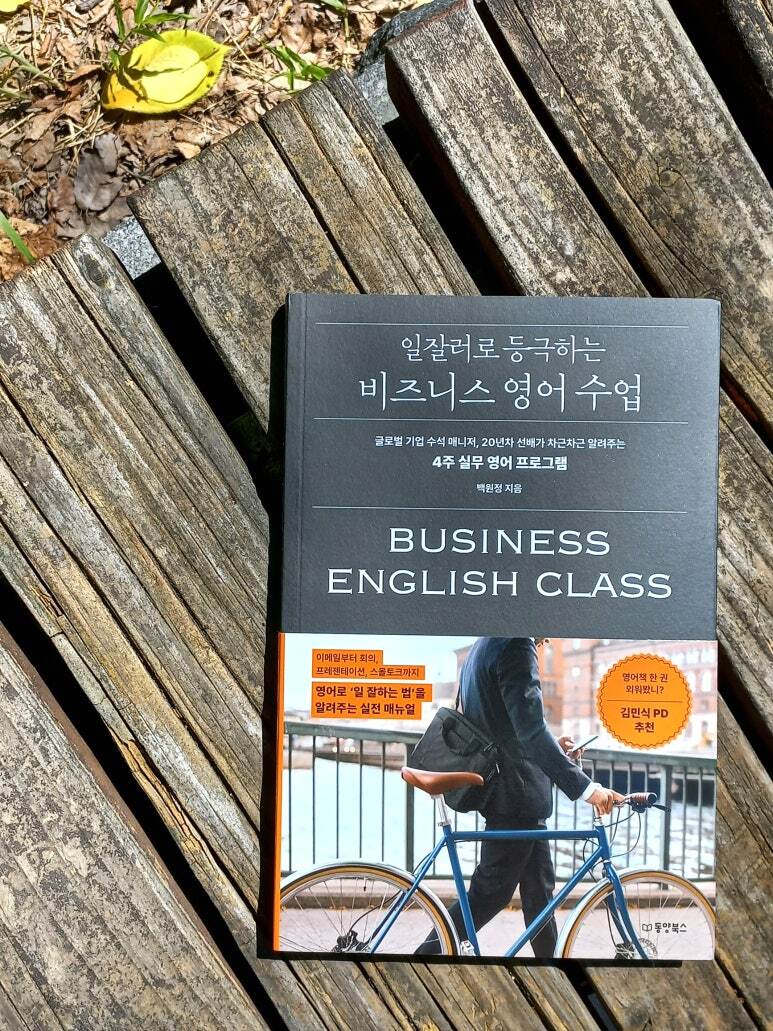 일잘러로 등극하는
비즈니스 영어 수업
글로벌 기업 수석 매니저, 20년차 선배가 차근차근 알려주는
4주 실무 영어 프로그램
백원정 지음
BUSINESS
ENGLISH CLASS
이메일부터 회의,
프레젠테이션, 스몰토크까지
영어로 '일 잘하는 법'을
알려주는 실전 매뉴얼
영어책 한 권
외워봤니?
김민식 PD
추천
동양북스